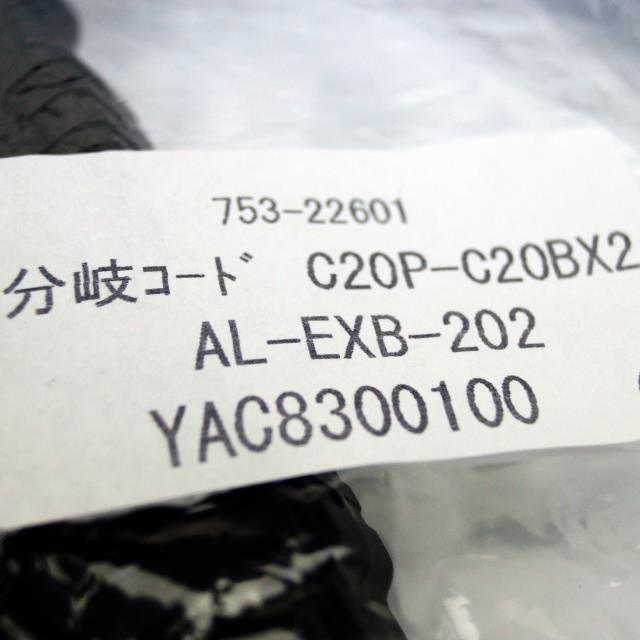 753-22601
分岐ｺｰﾄﾞ C20P-C20BX2
AL-EXB-202
YAC8300100